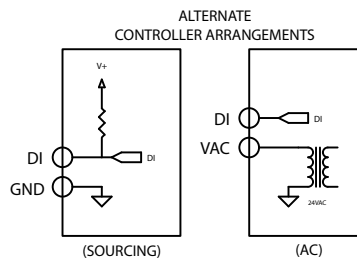 ALTERNATE
CONTROLLER ARRANGEMENTS
V+
DI
DI
GND
(SOURCING)
DI
DI
VAC
24VAC
(AC)